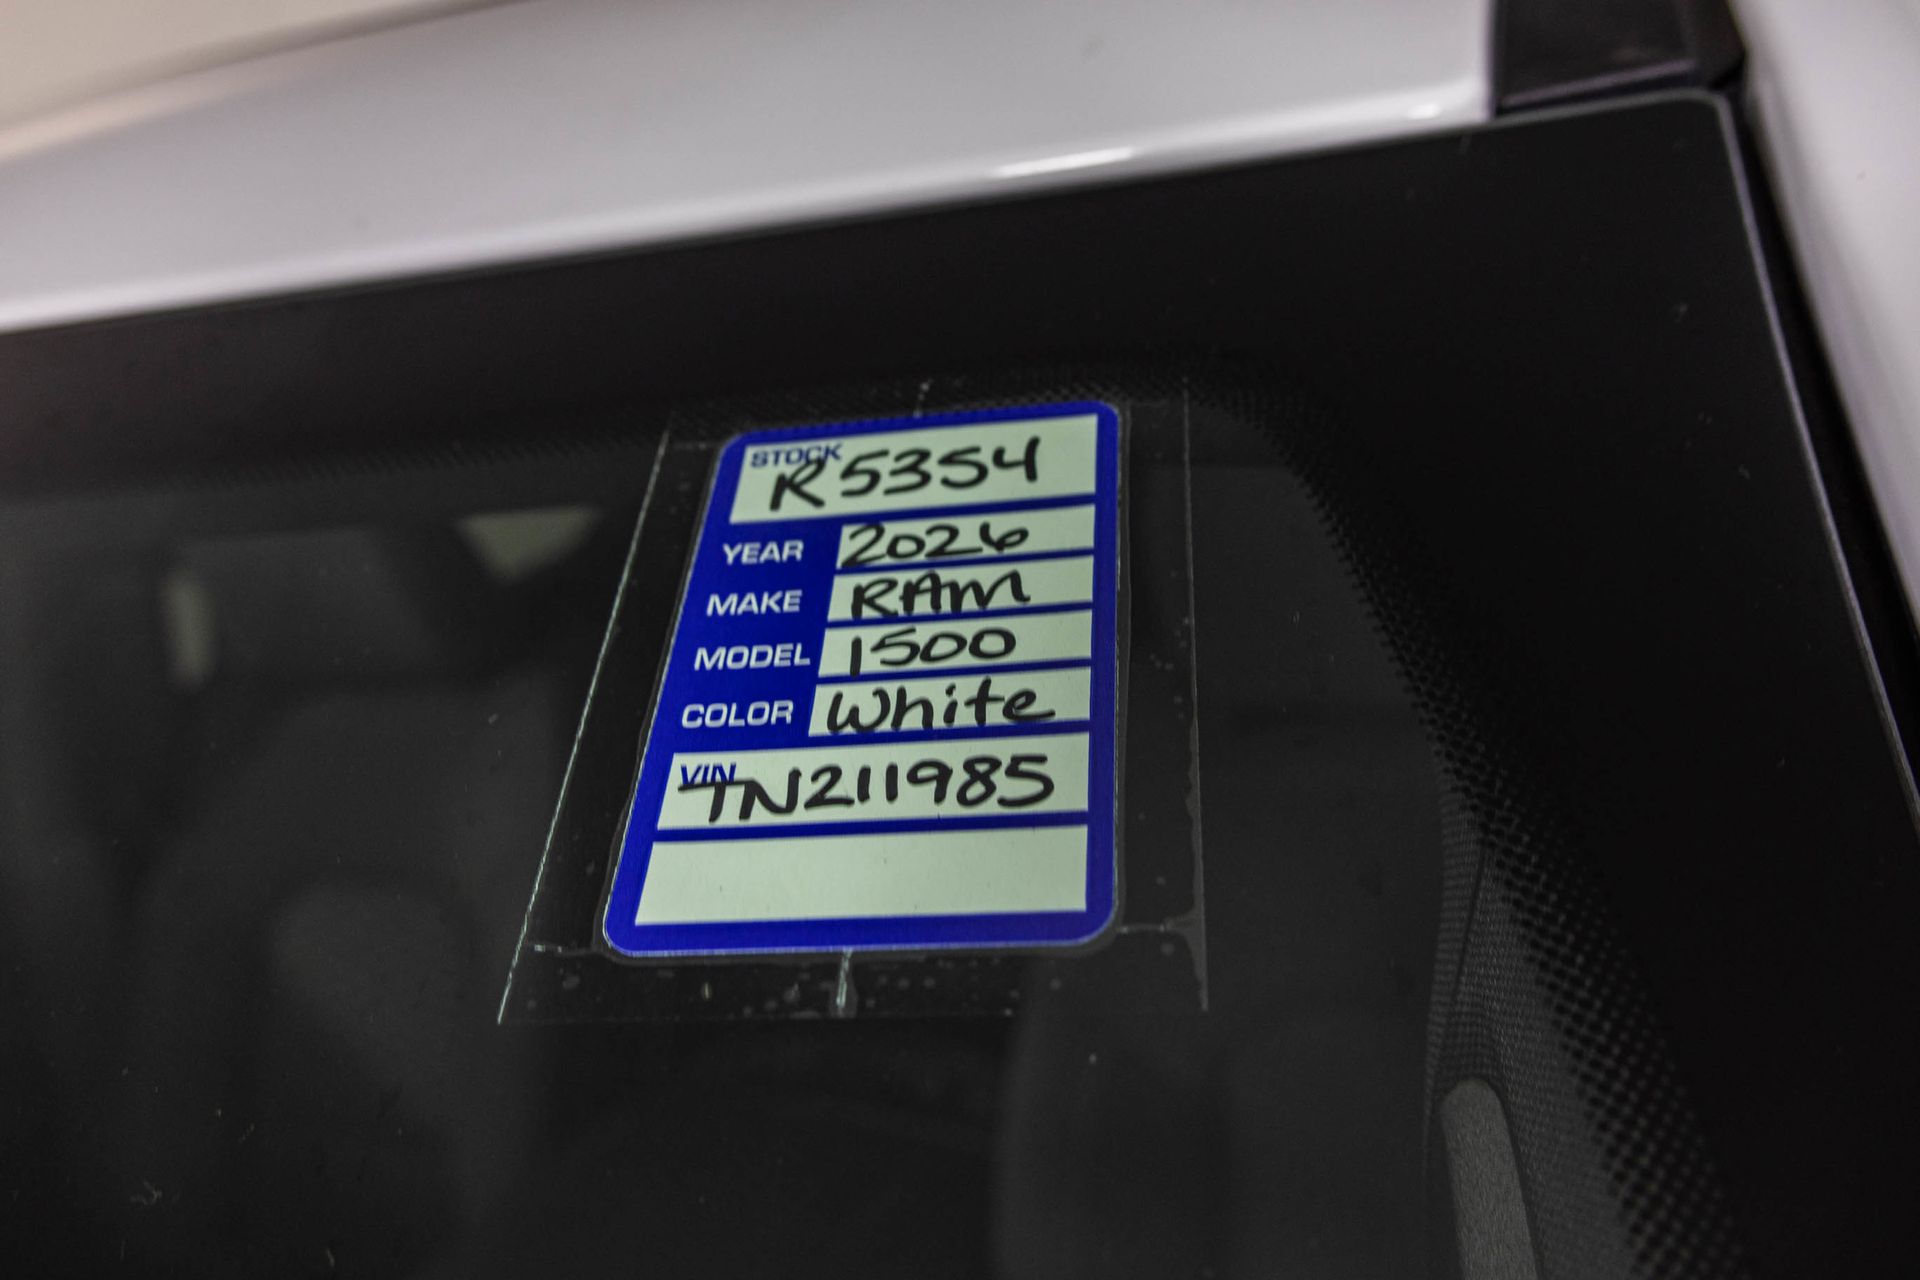 STOCK R5354
YEAR 2026
MAKE RAM
MODEL 1500
COLOR White
VIN TN211985